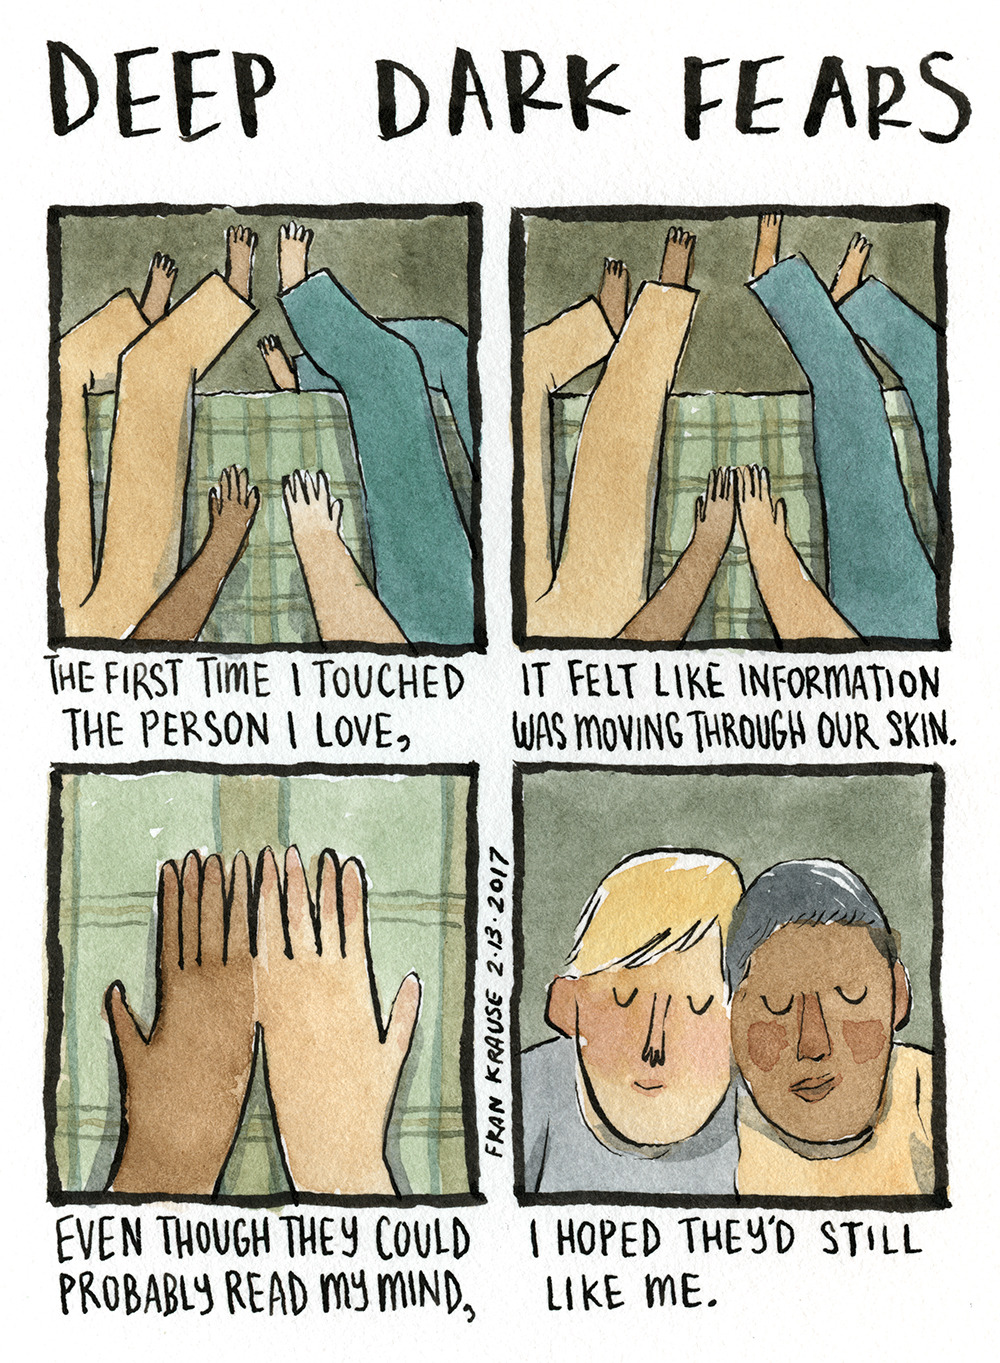 DEEP DARK FEARS
THE FIRST TIME I TOUCHED
THE PERSON I LOVE,
IT FELT LIKE INFORMATION
WAS MOVING THROUGH OUR SKIN.
EVEN THOUGH THEY COULD
PROBABLY READ MY MIND,
FRAN KRAUSE 2·13·2017
I HOPED THEY'D STILL
LIKE ME.